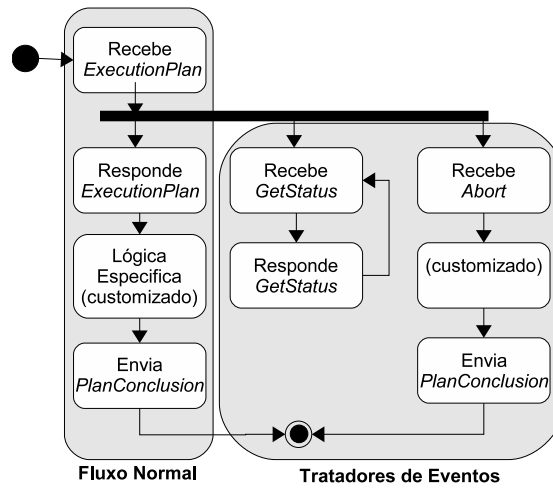 Recebe
ExecutionPlan
Responde
ExecutionPlan
Lógica
Especifica
(customizado)
Envia
PlanConclusion
Fluxo Normal
Recebe
GetStatus
Responde
GetStatus
Recebe
Abort
(customizado)
Envia
PlanConclusion
Tratadores de Eventos